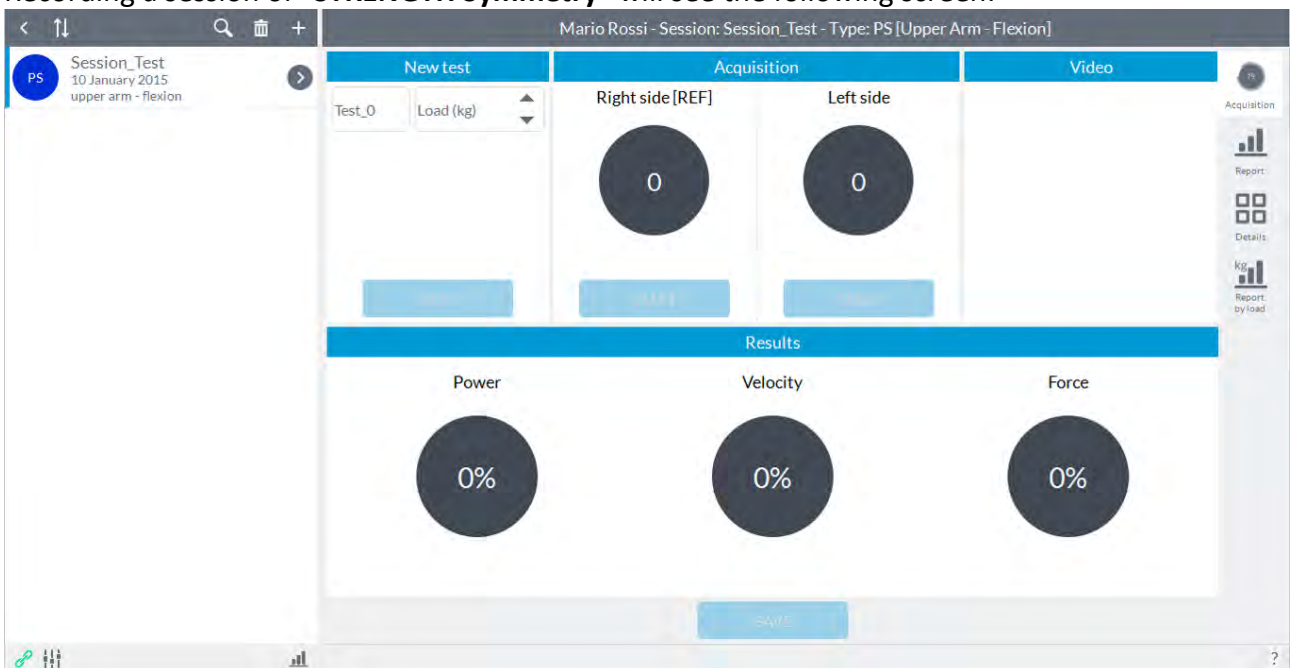 Mario Rossi - Session: Session_Test - Type: PS [Upper Arm - Flexion]
PS
Session_Test
10 January 2015
upper arm - flexion
New test
Acquisition
Video
Test_0
Load (kg)
Right side [REF]
Left side
0
0
Acquisition
Report
Details
kg
Report
by load
Results
Power
Velocity
Force
0%
0%
0%
SAVE
?